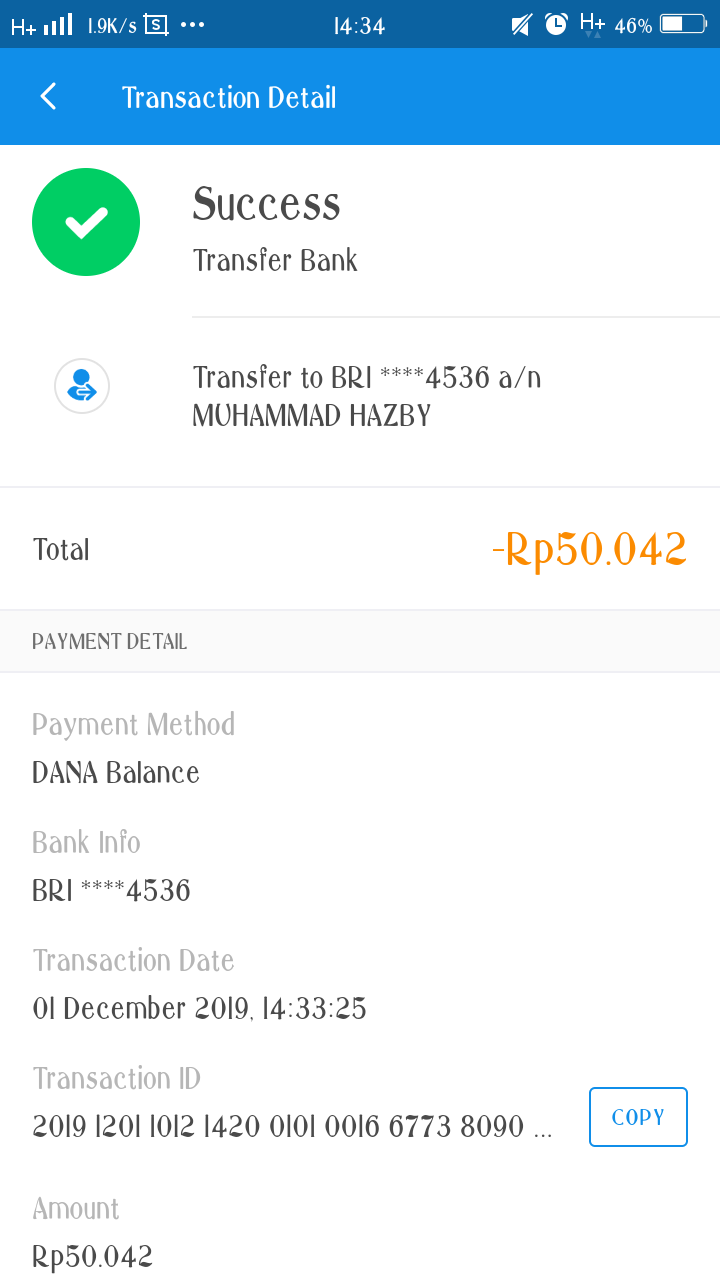 H+ 1.9K/s S ... 14:34 H+ 46%
Transaction Detail
Success
Transfer Bank
Transfer to BRI ****4536 a/n
MUHAMMAD HAZBY
Total -Rp50.042
PAYMENT DETAIL
Payment Method
DANA Balance
Bank Info
BRI ****4536
Transaction Date
01 December 2019, 14:33:25
Transaction ID
2019 1201 1012 1420 0101 0016 6773 8090 ... COPY
Amount
Rp50.042